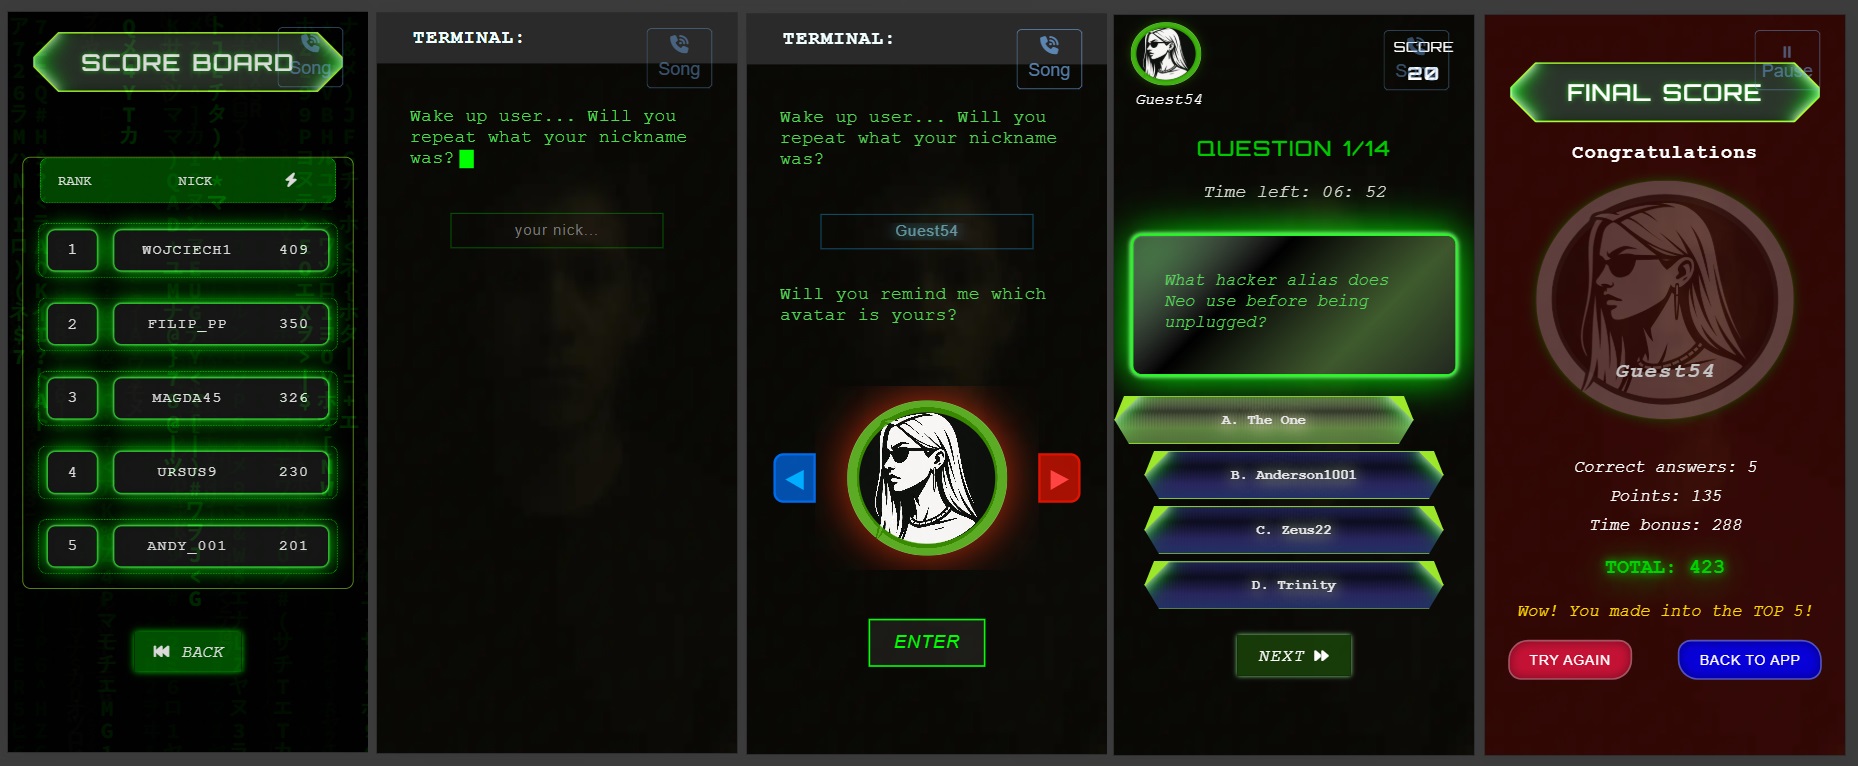 SCORE BOARD
Song
RANK NICK
1 WOJCIECH1 409
2 FILIP_PP 350
3 MAGDA45 326
4 URSUS9 230
5 ANDY_001 201
BACK
TERMINAL:
Song
Wake up user... Will you
repeat what your nickname
was?
your nick...
TERMINAL:
Song
Wake up user... Will you
repeat what your nickname
was?
Guest54
Will you remind me which
avatar is yours?
ENTER
SCORE
20
Guest54
QUESTION 1/14
Time left: 06: 52
What hacker alias does
Neo use before being
unplugged?
A. The One
B. Anderson1001
C. Zeus22
D. Trinity
NEXT
Pause
FINAL SCORE
Congratulations
Guest54
Correct answers: 5
Points: 135
Time bonus: 288
TOTAL: 423
Wow! You made into the TOP 5!
TRY AGAIN
BACK TO APP